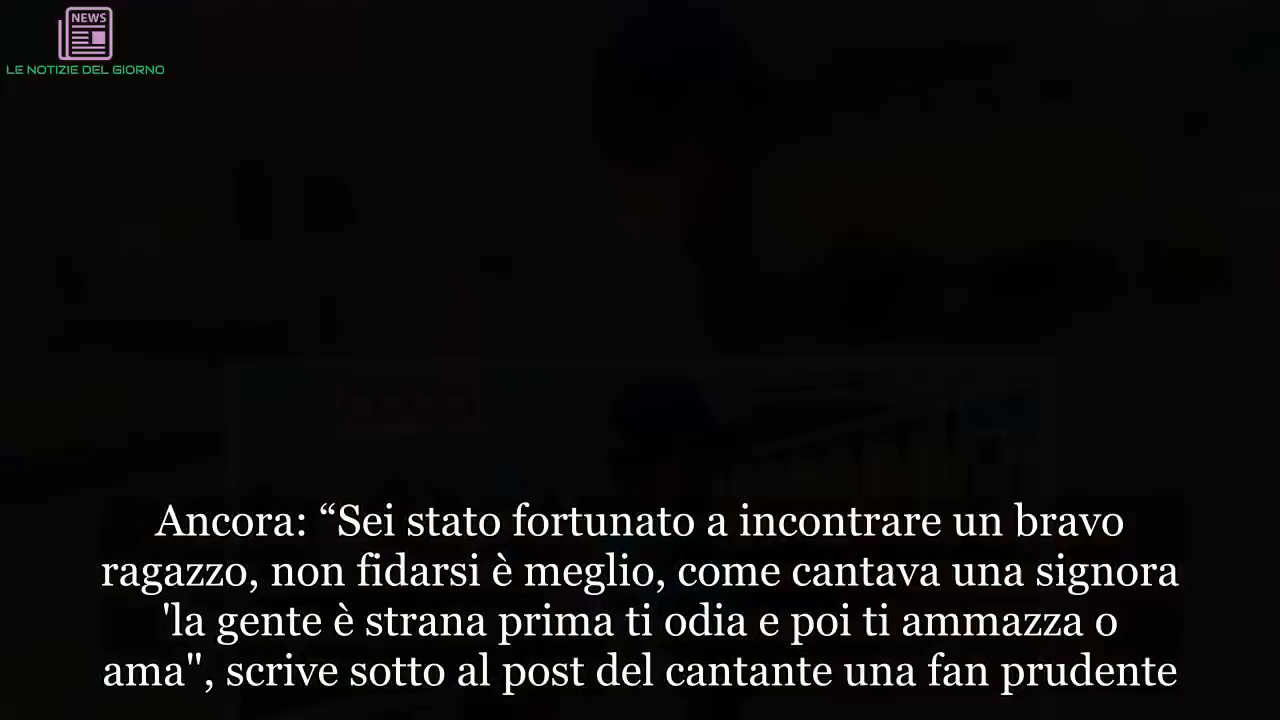 NEWS
LE NOTIZIE DEL GIORNO
Ancora: “Sei stato fortunato a incontrare un bravo
ragazzo, non fidarsi è meglio, come cantava una signora
'la gente è strana prima ti odia e poi ti ammazza o
ama", scrive sotto al post del cantante una fan prudente